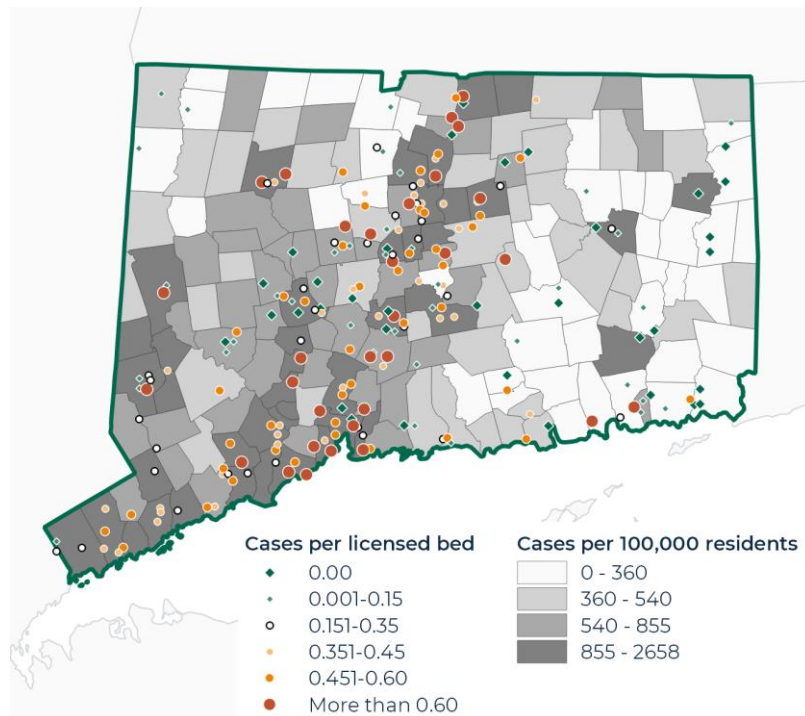 Cases per licensed bed
0.00
0.001-0.15
0.151-0.35
0.351-0.45
0.451-0.60
More than 0.60
Cases per 100,000 residents
0 - 360
360 - 540
540 - 855
855 - 2658